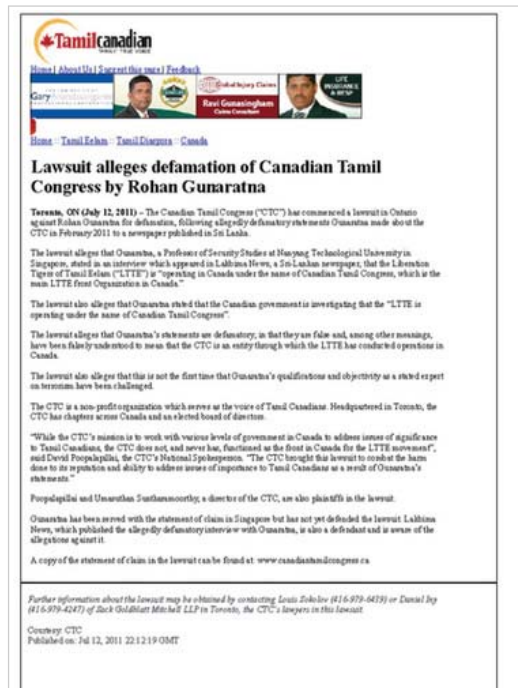 Tamilcanadian
Home | About Us | Suggest this page | Feedback
Gary
Global Injury Claims
Ravi Gunasingham
Claims Consultant
LIFE
INSURANCE
& RESP
Home :: Tamil Eelam :: Tamil Diaspora :: Canada
Lawsuit alleges defamation of Canadian Tamil
Congress by Rohan Gunaratna
Toronto, ON (July 12, 2011) – The Canadian Tamil Congress ("CTC") has commenced a lawsuit in Ontario
against Rohan Gunaratna for defamation, following allegedly defamatory statements Gunaratna made about the
CTC in February 2011 to a newspaper published in Sri Lanka.
The lawsuit alleges that Gunaratna, a Professor of Security Studies at Nanyang Technological University in
Singapore, stated in an interview which appeared in Lakbima News, a Sri-Lankan newspaper, that the Liberation
Tigers of Tamil Eelam ("LTTE") is "operating in Canada under the name of Canadian Tamil Congress, which is the
main LTTE front Organization in Canada."
The lawsuit also alleges that Gunaratna stated that the Canadian government is investigating that the "LTTE is
operating under the name of Canadian Tamil Congress".
The lawsuit alleges that Gunaratna's statements are defamatory, in that they are false and, among other meanings,
have been falsely understood to mean that the CTC is an entity through which the LTTE has conducted operations in
Canada.
The lawsuit also alleges that this is not the first time that Gunaratna's qualifications and objectivity as a stated expert
on terrorism have been challenged.
The CTC is a non-profit organization which serves as the voice of Tamil Canadians. Headquartered in Toronto, the
CTC has chapters across Canada and an elected board of directors.
"While the CTC's mission is to work with various levels of government in Canada to address issues of significance
to Tamil Canadians, the CTC does not, and never has, functioned as the front in Canada for the LTTE movement",
said David Poopalapillai, the CTC's National Spokesperson. "The CTC brought this lawsuit to combat the harm
done to its reputation and ability to address issues of importance to Tamil Canadians as a result of Gunaratna's
statements."
Poopalapillai and Umasuthan Suntharamoorthy, a director of the CTC, are also plaintiffs in the lawsuit.
Gunaratna has been served with the statement of claim in Singapore but has not yet defended the lawsuit. Lakbima
News, which published the allegedly defamatory interview with Gunaratna, is also a defendant and is aware of the
allegations against it.
A copy of the statement of claim in the lawsuit can be found at: www.canadiantamilcongress.ca
Further information about the lawsuit may be obtained by contacting Louis Sokolov (416-979-6439) or Daniel Iny
(416-979-4247) of Sack Goldblatt Mitchell LLP in Toronto, the CTC's lawyers in this lawsuit.
Courtesy: CTC
Published on: Jul 12, 2011 22:12:19 GMT